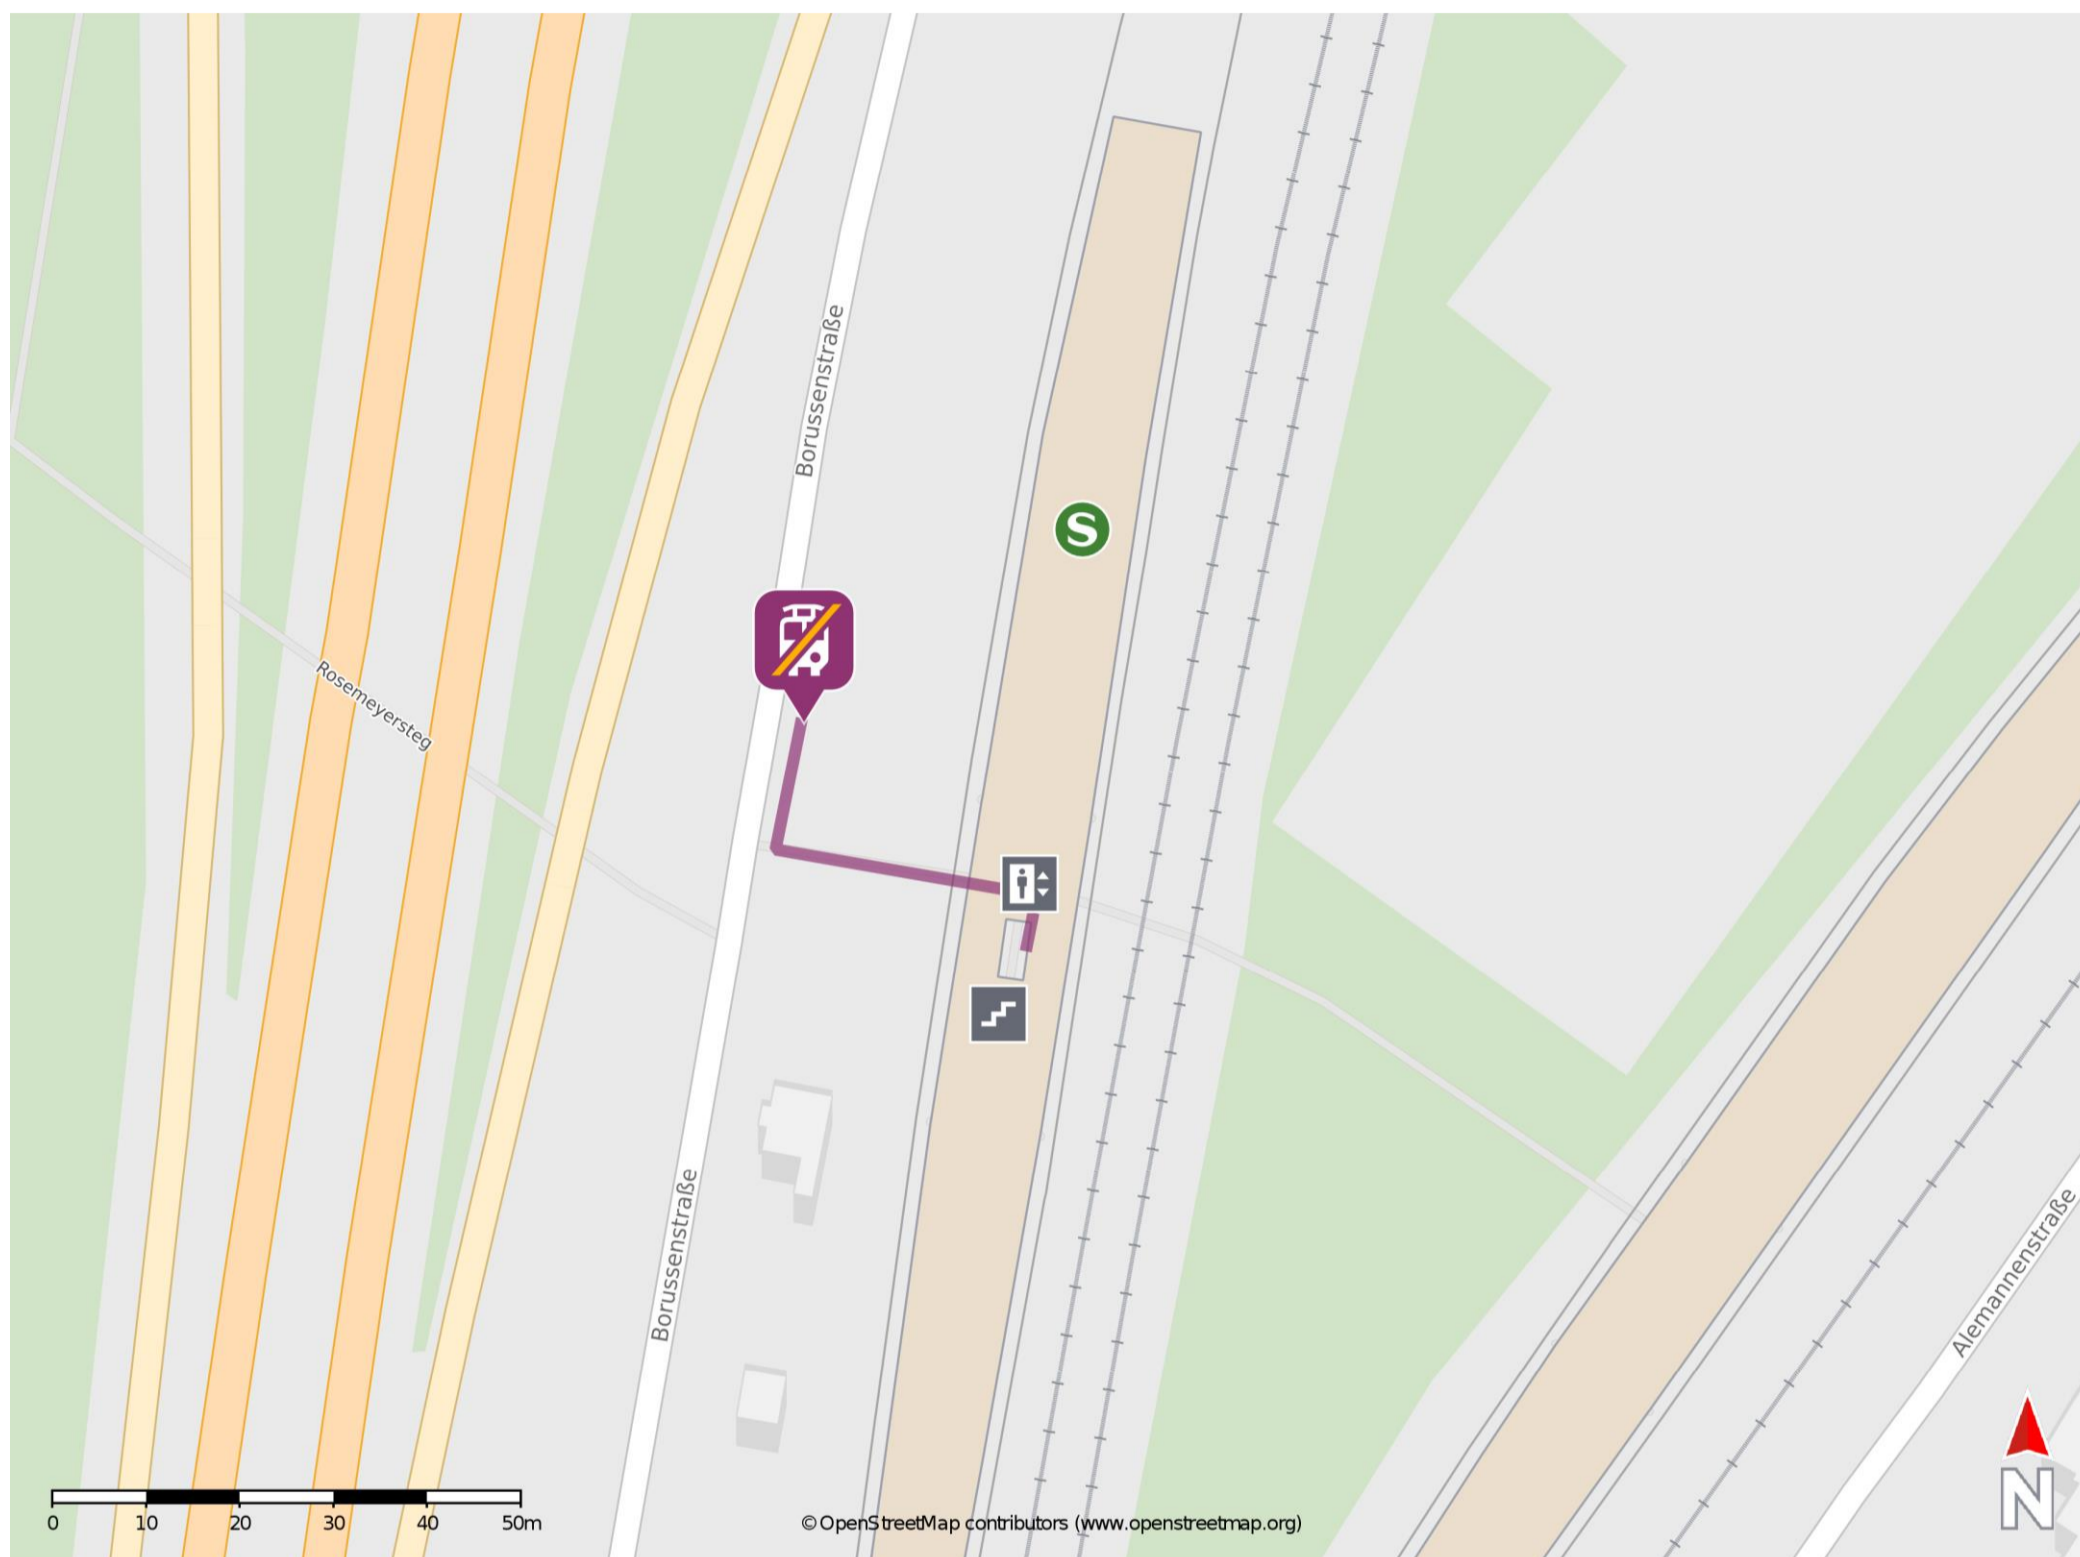 Borussenstraße
S
Rosemeyersteg
Borussenstraße
Alemannenstraße
0 10 20 30 40 50m
© OpenStreetMap contributors (www.openstreetmap.org)
N